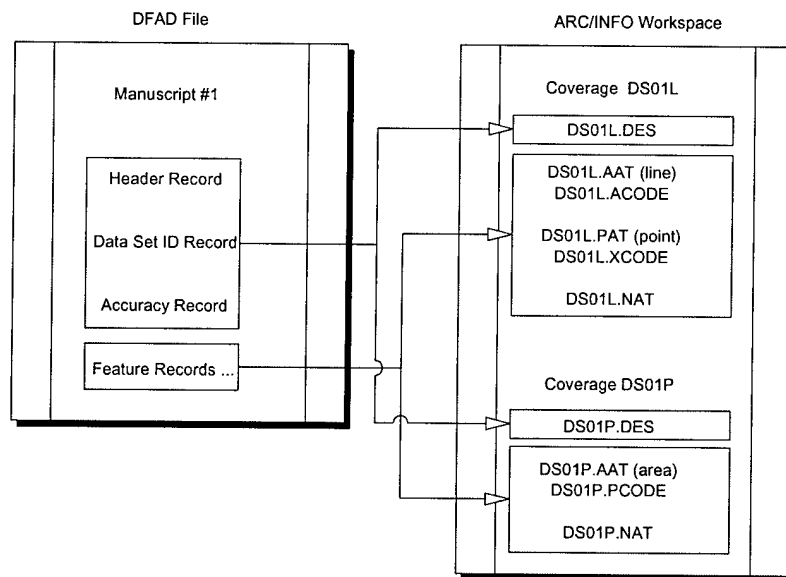 DFAD File
Manuscript #1
Header Record
Data Set ID Record
Accuracy Record
Feature Records ...
ARC/INFO Workspace
Coverage DS01L
DS01L.DES
DS01L.AAT (line)
DS01L.ACODE
DS01L.PAT (point)
DS01L.XCODE
DS01L.NAT
Coverage DS01P
DS01P.DES
DS01P.AAT (area)
DS01P.PCODE
DS01P.NAT